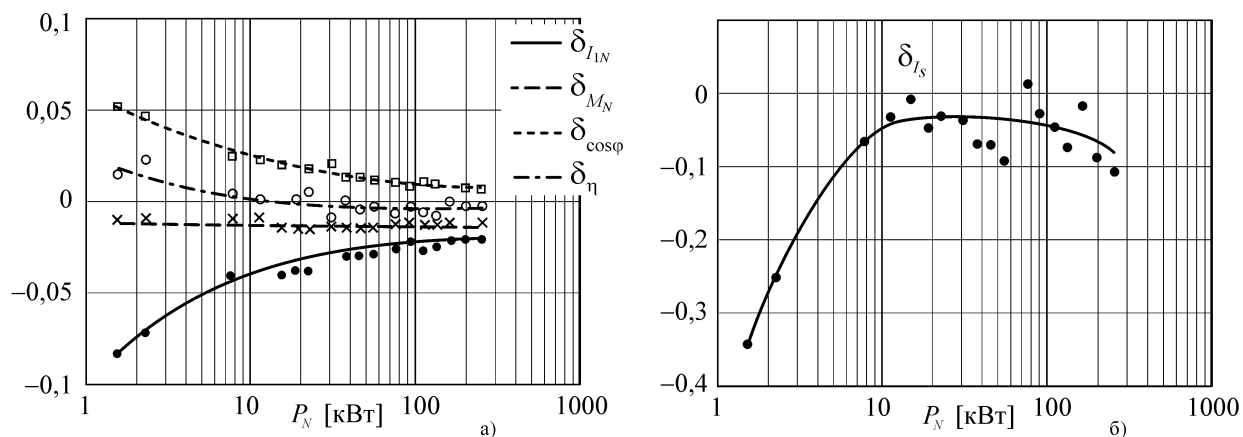 0,1
0,05
0
–0,05
–0,1
1
10
100
1000
P_N [кВт]
а)
δ_{I_{1N}}
δ_{M_N}
δ_{cosφ}
δ_η
0
–0,1
–0,2
–0,3
–0,4
1
10
100
1000
P_N [кВт]
б)
δ_{I_S}